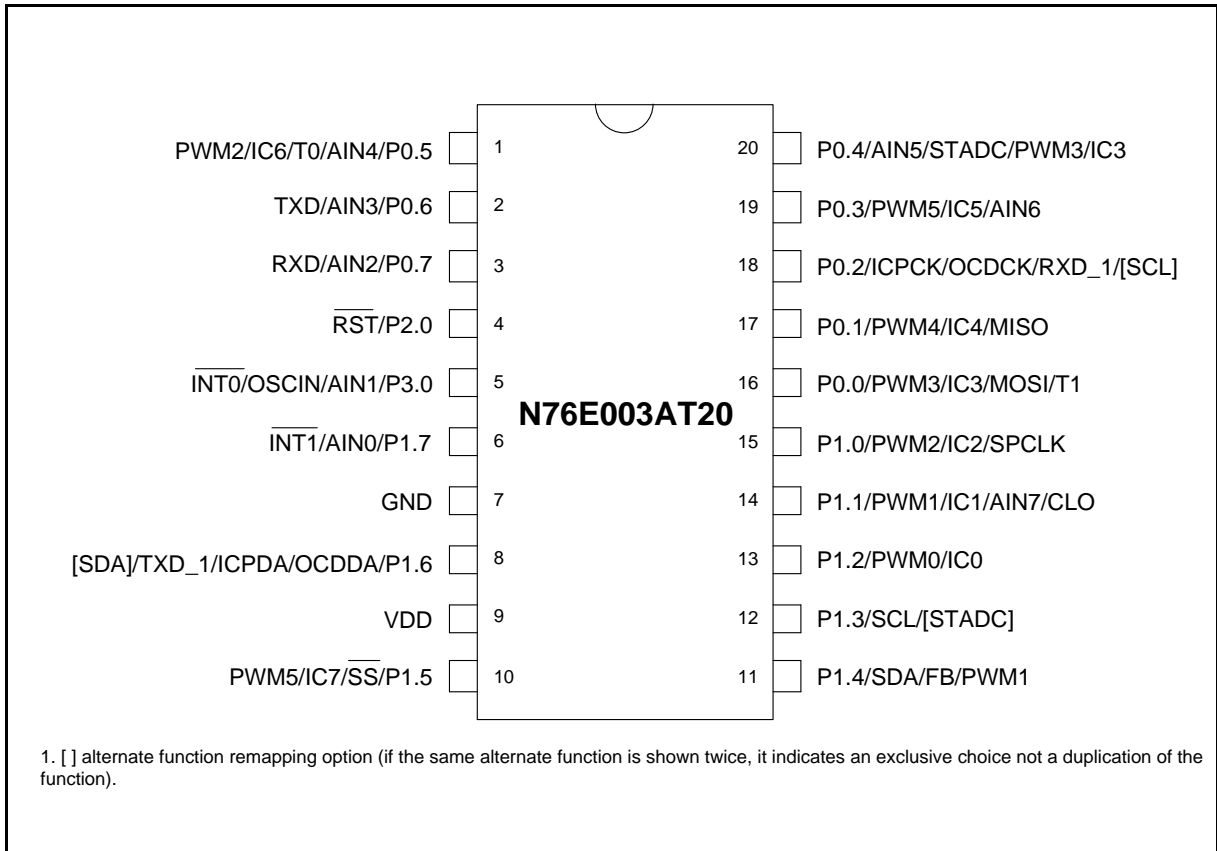 PWM2/IC6/T0/AIN4/P0.5 1 20 P0.4/AIN5/STADC/PWM3/IC3
TXD/AIN3/P0.6 2 19 P0.3/PWM5/IC5/AIN6
RXD/AIN2/P0.7 3 18 P0.2/ICPCK/OCDCK/RXD_1/[SCL]
RST/P2.0 4 17 P0.1/PWM4/IC4/MISO
INT0/OSCIN/AIN1/P3.0 5 16 P0.0/PWM3/IC3/MOSI/T1
N76E003AT20
INT1/AIN0/P1.7 6 15 P1.0/PWM2/IC2/SPCLK
GND 7 14 P1.1/PWM1/IC1/AIN7/CLO
[SDA]/TXD_1/ICPDA/OCDDA/P1.6 8 13 P1.2/PWM0/IC0
VDD 9 12 P1.3/SCL/[STADC]
PWM5/IC7/SS/P1.5 10 11 P1.4/SDA/FB/PWM1
1. [ ] alternate function remapping option (if the same alternate function is shown twice, it indicates an exclusive choice not a duplication of the
function).